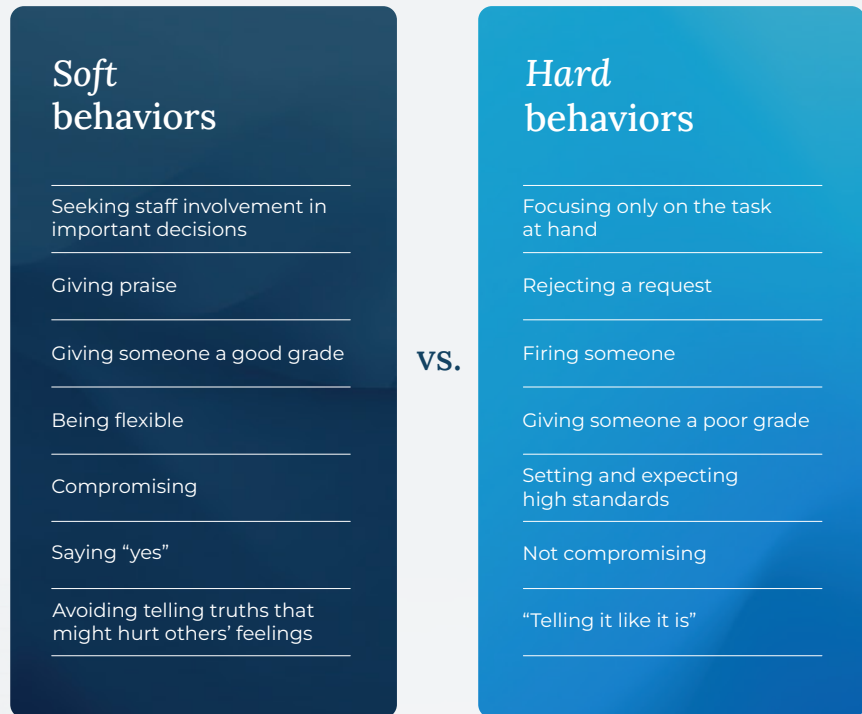 Soft
behaviors
Seeking staff involvement in
important decisions
Giving praise
Giving someone a good grade
Being flexible
Compromising
Saying “yes”
Avoiding telling truths that
might hurt others’ feelings
vs.
Hard
behaviors
Focusing only on the task
at hand
Rejecting a request
Firing someone
Giving someone a poor grade
Setting and expecting
high standards
Not compromising
“Telling it like it is”